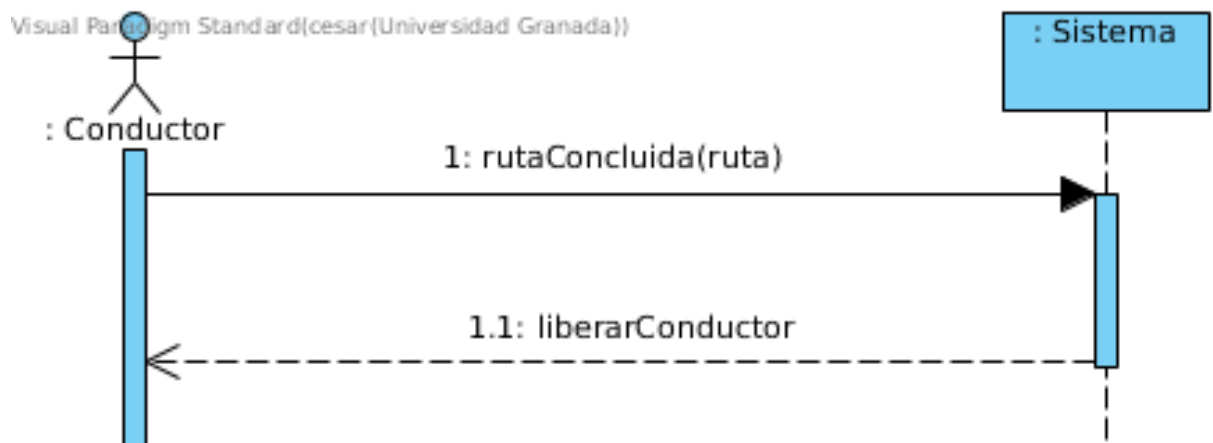 Visual Paradigm Standard(cesar(Universidad Granada))
: Sistema
: Conductor
1: rutaConcluida(ruta)
1.1: liberarConductor